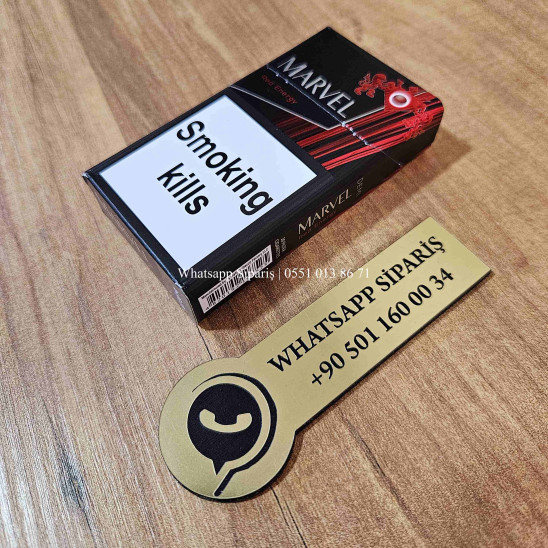 MARVEL
Smoking
kills
MARVEL
Whatsapp Sipariş | 0551 013 86 71
WHATSAPP SİPARİŞ
+90 501 160 00 34